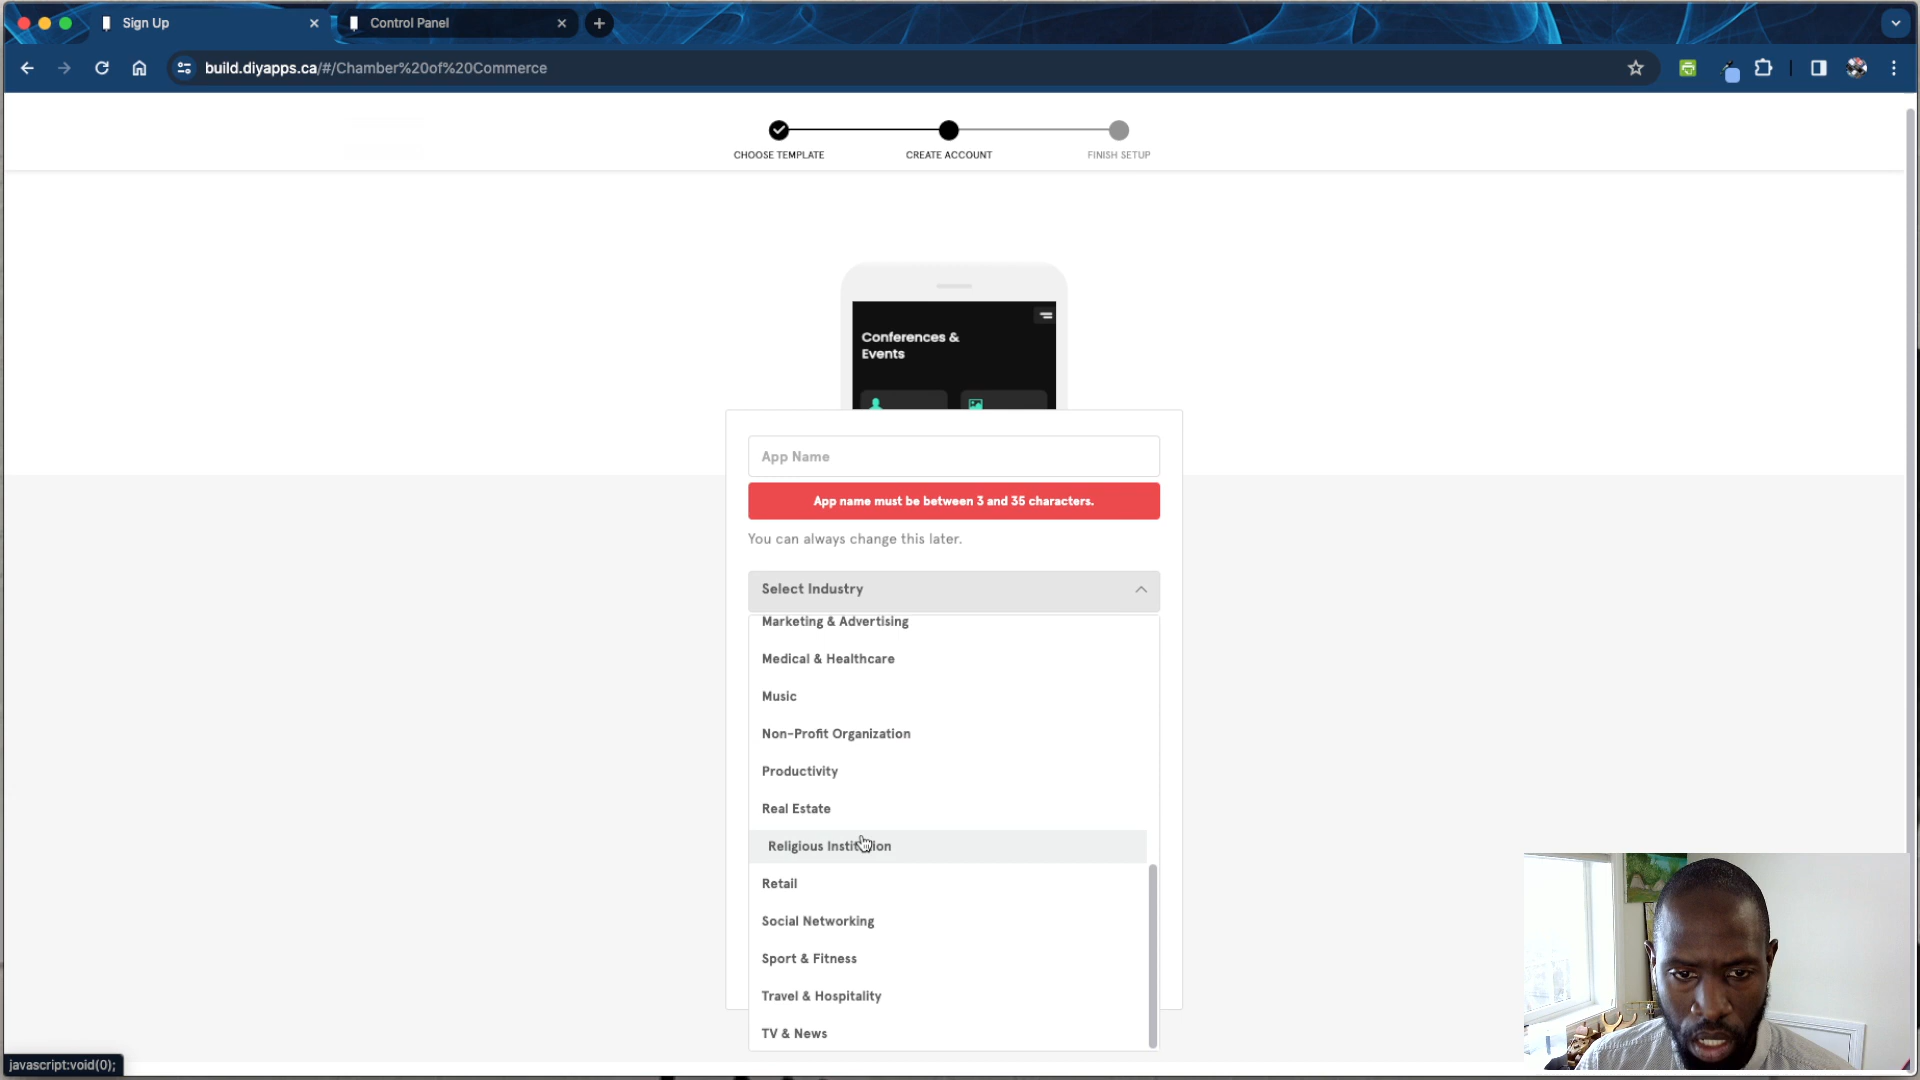 Sign Up
Control Panel
build.diyapps.ca/#/Chamber%20of%20Commerce
CHOOSE TEMPLATE
CREATE ACCOUNT
FINISH SETUP
Conferences &
Events
App Name
App name must be between 3 and 35 characters.
You can always change this later.
Select Industry
Marketing & Advertising
Medical & Healthcare
Music
Non-Profit Organization
Productivity
Real Estate
Religious Institution
Retail
Social Networking
Sport & Fitness
Travel & Hospitality
TV & News
javascript:void(0);